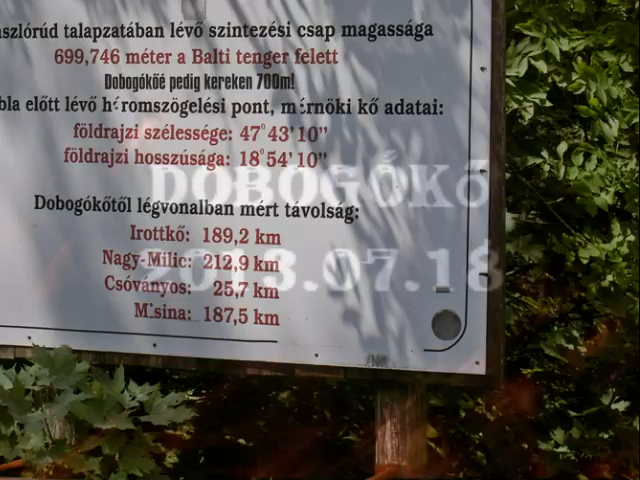 szlórúd talapzatában lévő szintezési csap magassága
699,746 méter a Balti tenger felett
Dobogókőé pedig kereken 700m!
bla előtt lévő háromszögelési pont, mérnöki kő adatai:
földrajzi szélessége: 47°43'10”
földrajzi hosszúsága: 18°54'10”
DOBOGÓKő
Dobogókőtől légvonalban mért távolság:
Irottkő: 189,2 km
Nagy-Milic: 212,9 km
2013.07.18
Csóványos: 25,7 km
Misina: 187,5 km